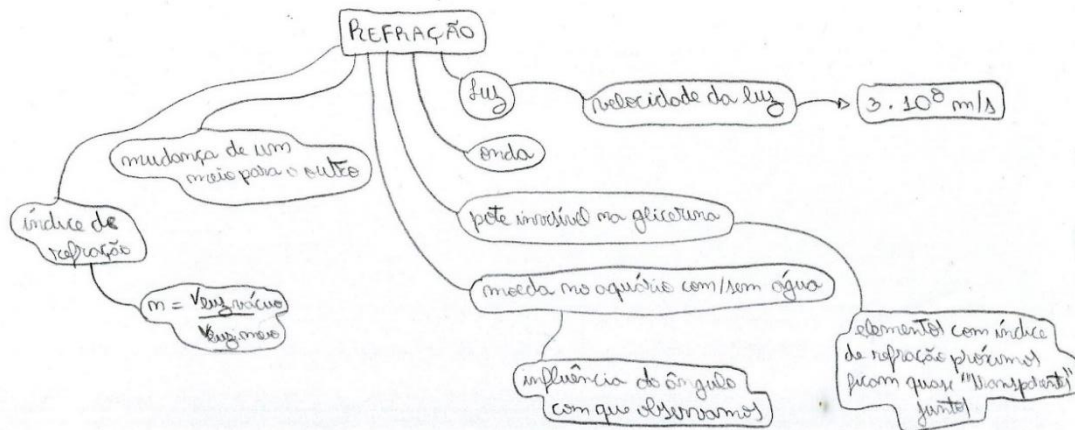 REFRAÇÃO
luz
velocidade da luz
3 . 10⁸ m/s
onda
mudança de um
meio para o outro
índice de
refração
n = Vluz vácuo
Vluz meio
pote invisível na glicerina
moeda no aquário com/sem água
influência do ângulo
com que observamos
elementos com índice
de refração próximos
ficam quase "transparentes"
juntos